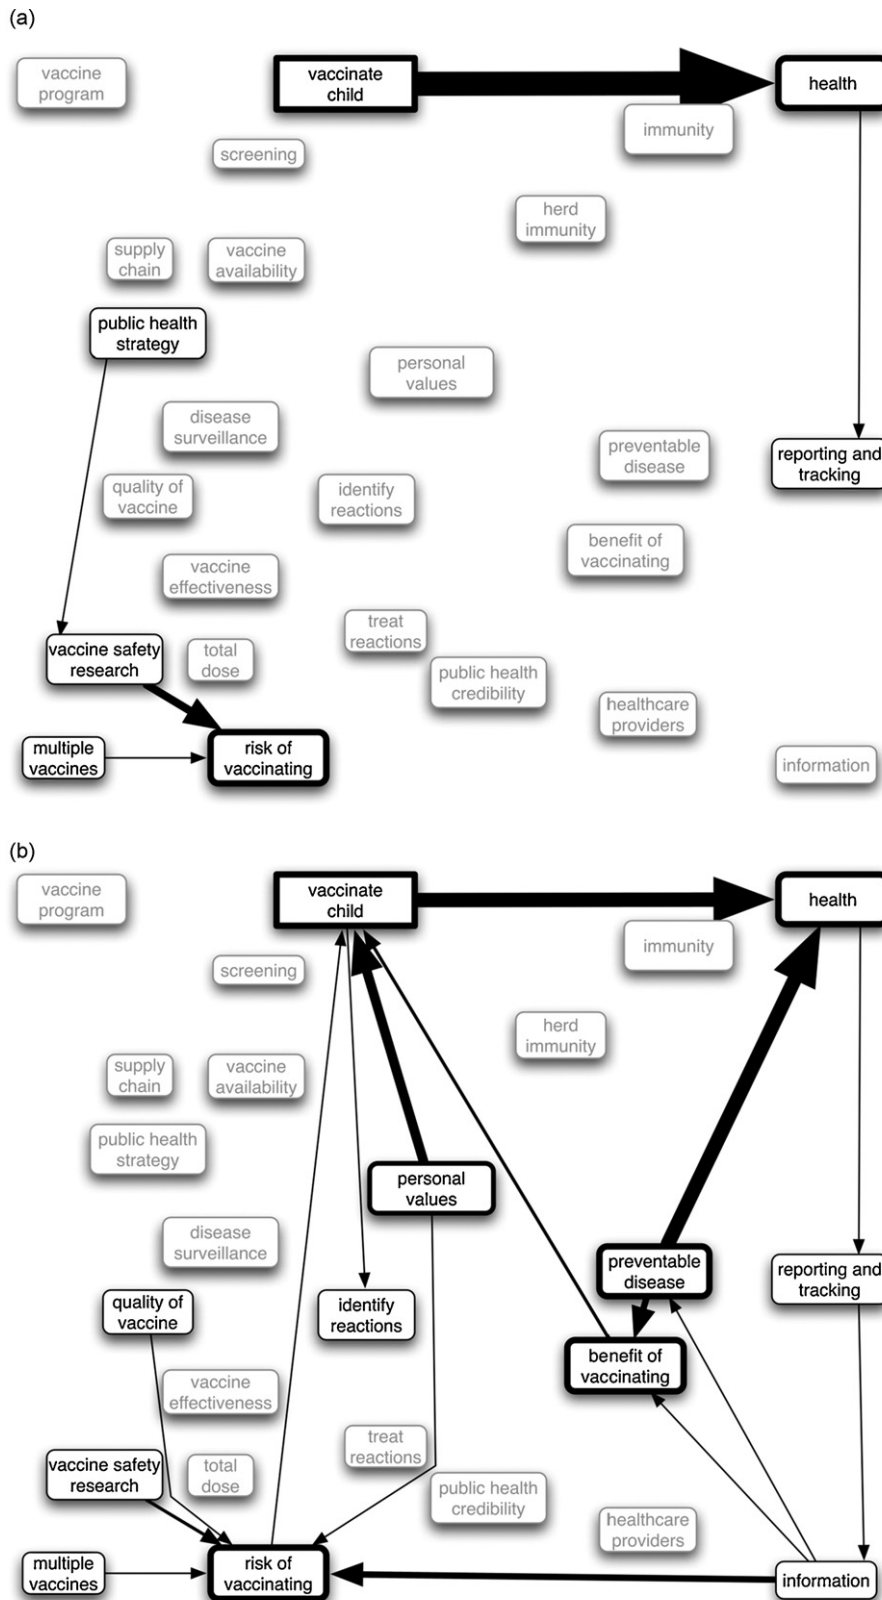 (a)
vaccine
program
vaccinate
child
health
immunity
screening
herd
immunity
supply
chain
vaccine
availability
public health
strategy
personal
values
disease
surveillance
preventable
disease
reporting and
tracking
quality of
vaccine
identify
reactions
benefit of
vaccinating
vaccine
effectiveness
treat
reactions
vaccine safety
research
total
dose
public health
credibility
healthcare
providers
multiple
vaccines
risk of
vaccinating
information
(b)
vaccine
program
vaccinate
child
health
immunity
screening
herd
immunity
supply
chain
vaccine
availability
public health
strategy
personal
values
disease
surveillance
preventable
disease
reporting and
tracking
quality of
vaccine
identify
reactions
benefit of
vaccinating
vaccine
effectiveness
treat
reactions
vaccine safety
research
total
dose
public health
credibility
healthcare
providers
multiple
vaccines
risk of
vaccinating
information